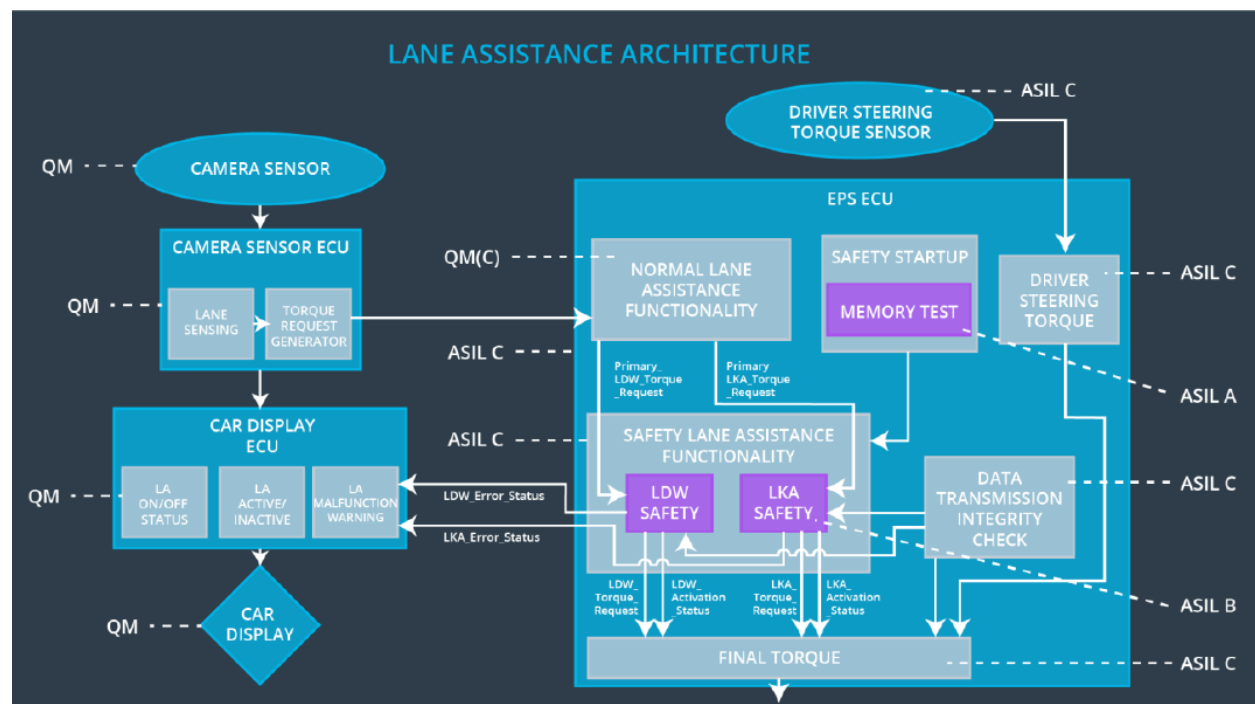 LANE ASSISTANCE ARCHITECTURE
ASIL C
DRIVER STEERING
TORQUE SENSOR
QM
CAMERA SENSOR
EPS ECU
CAMERA SENSOR ECU
QM
LANE
SENSING
TORQUE
REQUEST
GENERATOR
QM(C)
NORMAL LANE
ASSISTANCE
FUNCTIONALITY
SAFETY STARTUP
MEMORY TEST
DRIVER
STEERING
TORQUE
ASIL C
ASIL C
ASIL A
Primary_
LDW_Torque
_Request
Primary
LKA_Torque
_Request
CAR DISPLAY
ECU
QM
LA
ON/OFF
STATUS
LA
ACTIVE/
INACTIVE
LA
MALFUNCTION
WARNING
ASIL C
SAFETY LANE ASSISTANCE
FUNCTIONALITY
LDW
SAFETY
LKA
SAFETY
DATA
TRANSMISSION
INTEGRITY
CHECK
ASIL C
LDW_Error_Status
LKA_Error_Status
LDW_
Torque_
Request
LDW_
Activation
_Status
LKA_
Torque_
Request
LKA_
Activation
_Status
ASIL B
QM
CAR
DISPLAY
FINAL TORQUE
ASIL C